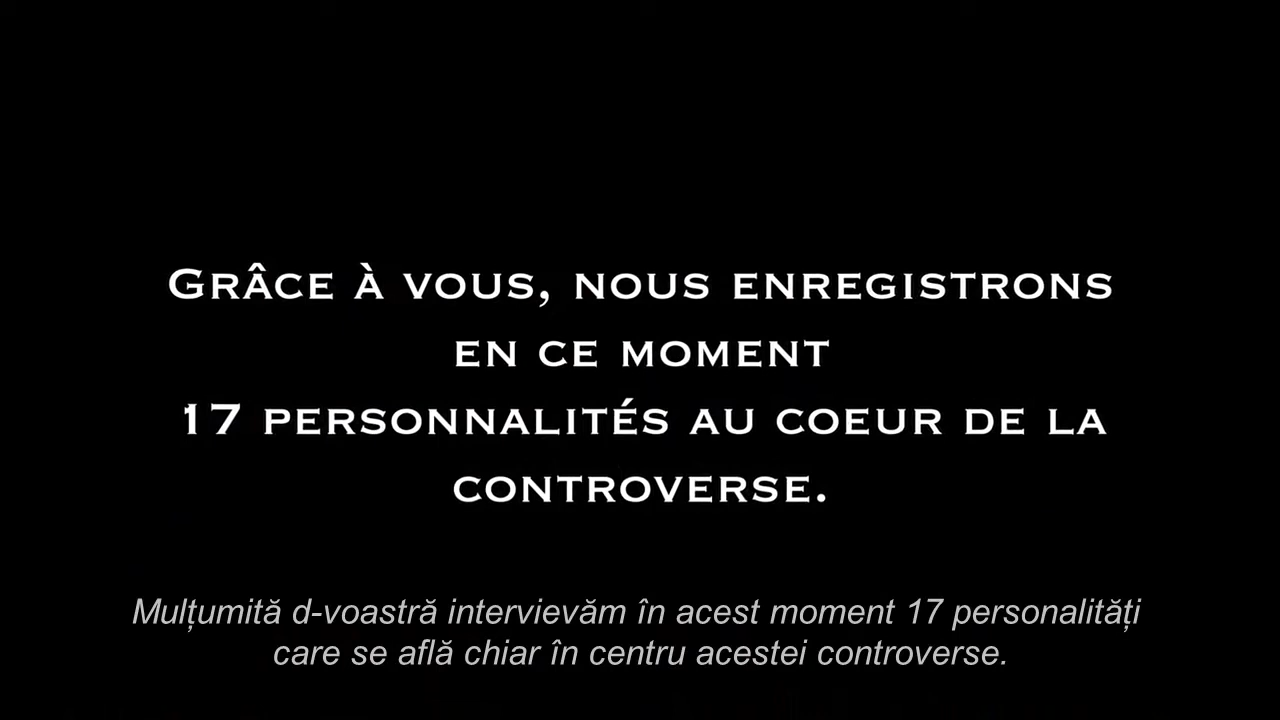 GRÂCE À VOUS, NOUS ENREGISTRONS
EN CE MOMENT
17 PERSONNALITÉS AU COEUR DE LA
CONTROVERSE.
Mulțumită d-voastră intervievăm în acest moment 17 personalități
care se află chiar în centru acestei controverse.